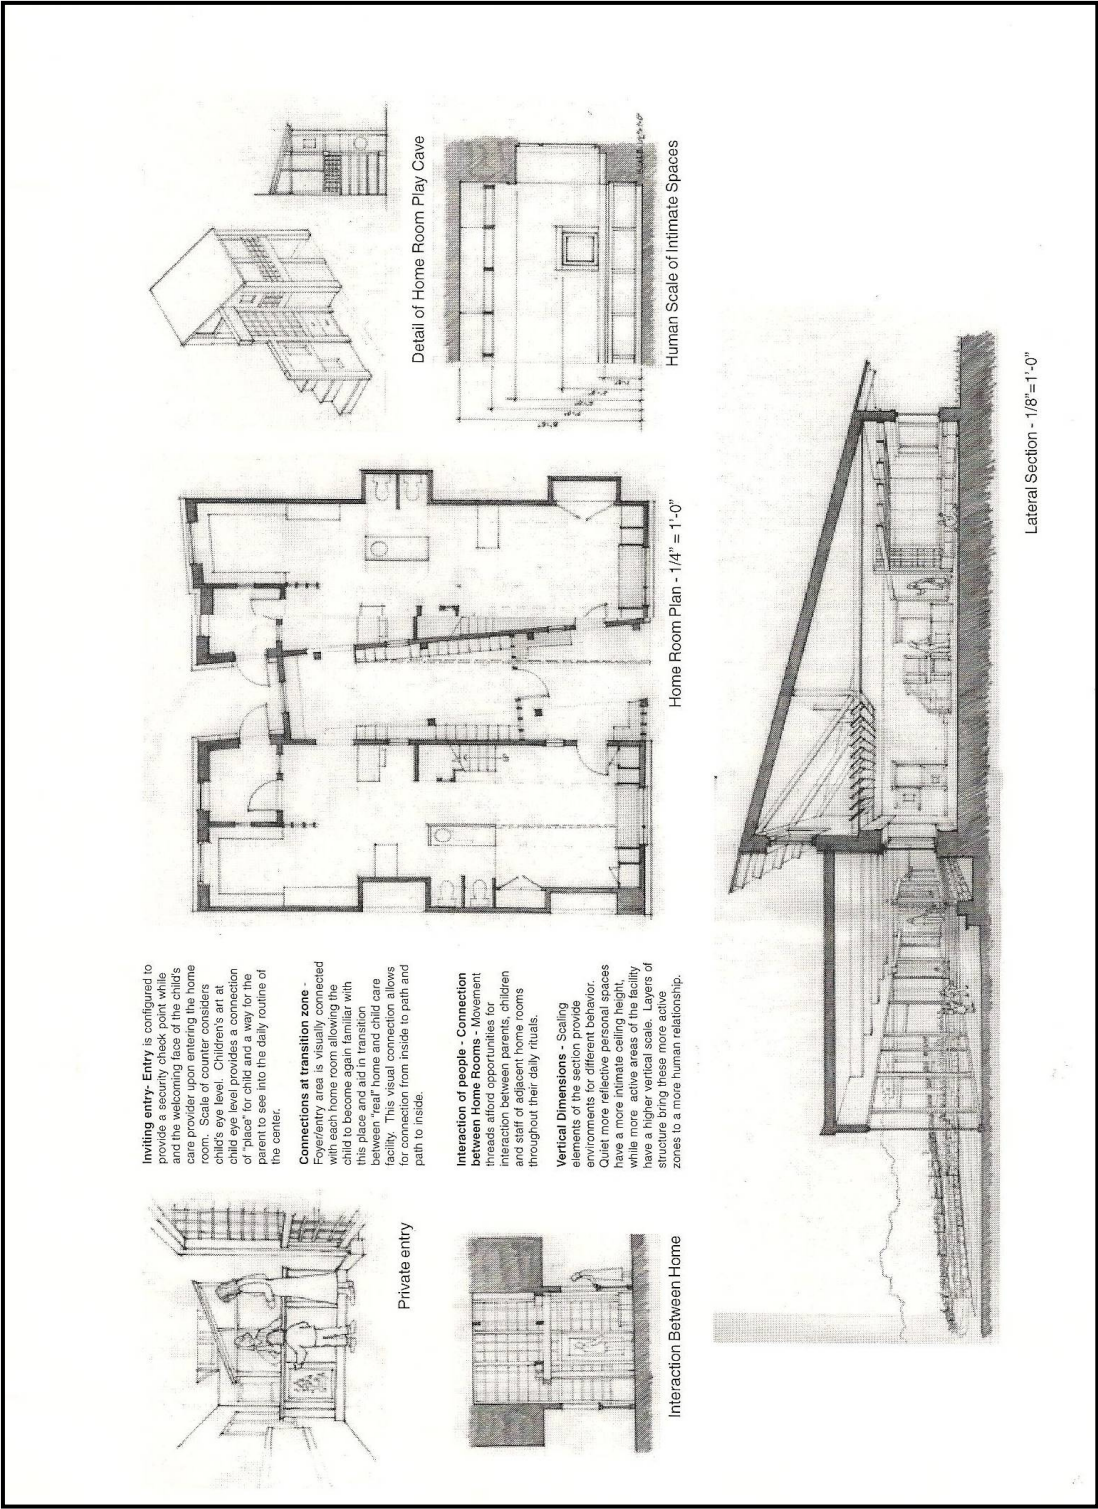 Inviting entry- Entry is configured to
provide a security check point while
and the welcoming face of the child's
care provider upon entering the home
room. Scale of counter considers
child's eye level. Children's art at
child eye level provides a connection
of "place" for child and a way for the
parent to see into the daily routine of
the center.
Connections at transition zone -
Foyer/entry area is visually connected
with each home room allowing the
child to become again familiar with
this place and aid in transition
between "real" home and child care
facility. This visual connection allows
for connection from inside to path and
path to inside.
Interaction of people - Connection
between Home Rooms - Movement
threads afford opportunities for
interaction between parents, children
and staff of adjacent home rooms
throughout their daily rituals.
Vertical Dimensions - Scaling
elements of the section provide
environments for different behavior.
Quiet more reflective personal spaces
have a more intimate ceiling height,
while more active areas of the facility
have a higher vertical scale. Layers of
structure bring these more active
zones to a more human relationship.
Private entry
Interaction Between Home
Home Room Plan - 1/4" = 1'-0"
Detail of Home Room Play Cave
Human Scale of Intimate Spaces
Lateral Section - 1/8"=1'-0"